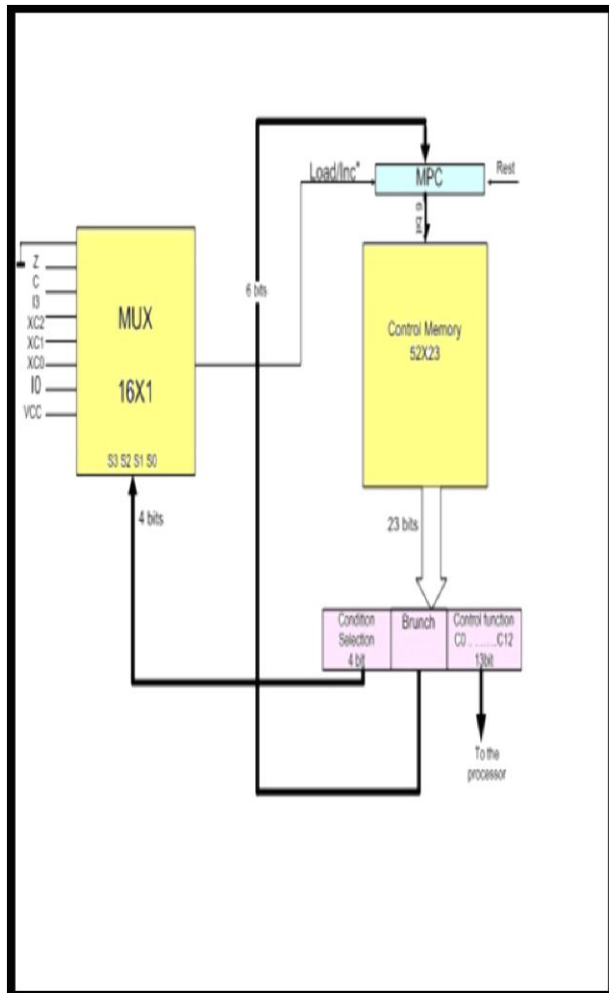 Load/Inc*
MPC
Rest
6 bit
Z
C
I3
XC2
XC1
XC0
I0
VCC
MUX
16X1
S3 S2 S1 S0
6 bits
Control Memory
52X23
4 bits
23 bits
Condition
Selection
4 bit
Brunch
Control function
C0 .. ........C12
13bit
To the
processor